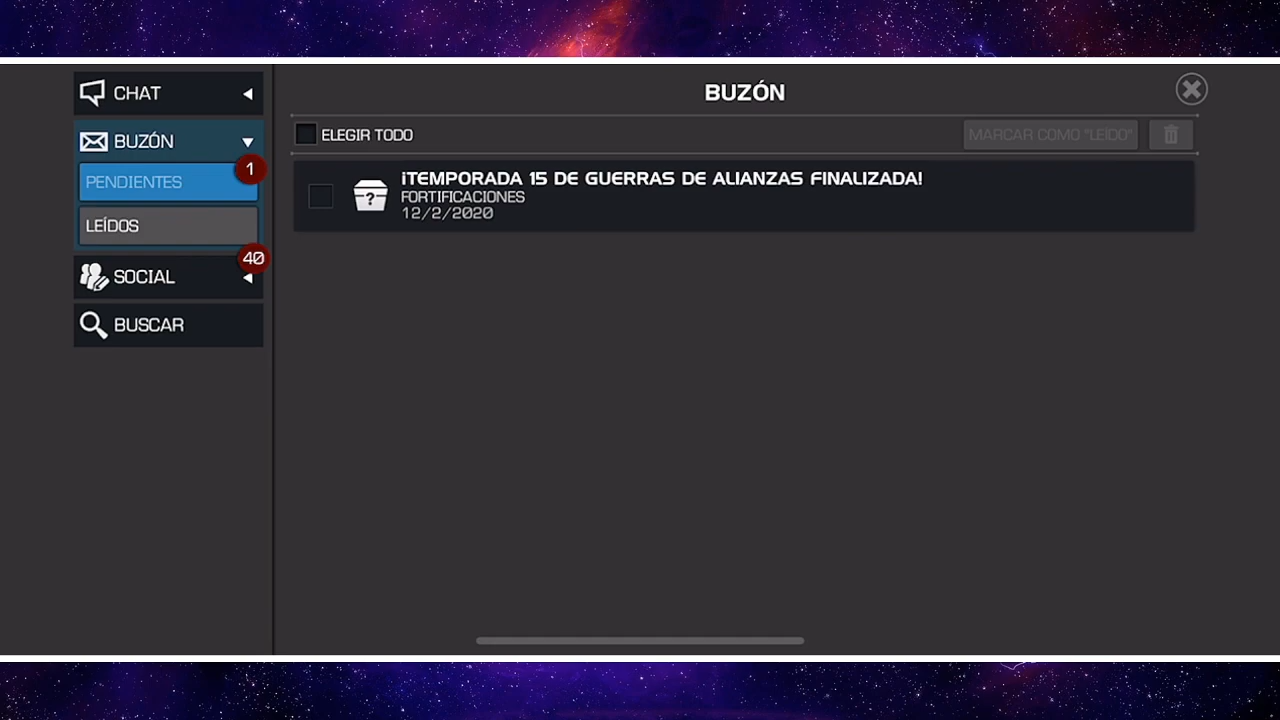 CHAT
BUZÓN
PENDIENTES
1
LEÍDOS
40
SOCIAL
BUSCAR
BUZÓN
ELEGIR TODO
MARCAR COMO "LEÍDO"
?
¡TEMPORADA 15 DE GUERRAS DE ALIANZAS FINALIZADA!
FORTIFICACIONES
12/2/2020